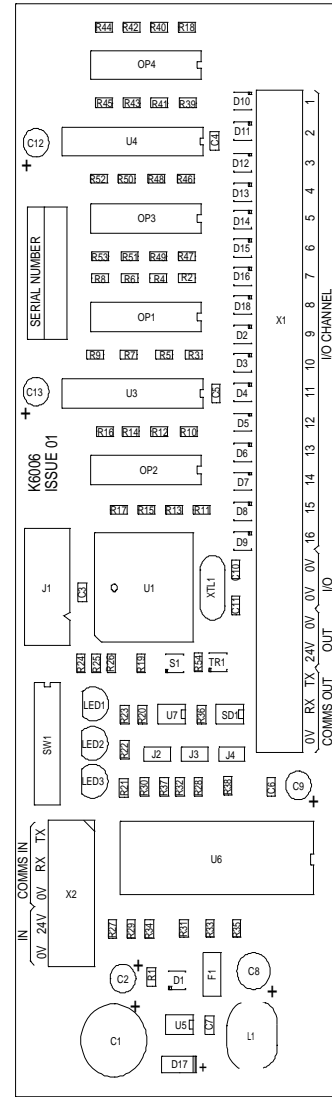 R44 R42 R40 R18
OP4
R45 R43 R41 R39
D10
1
C12
+
U4
C4
D11
2
D12
3
R52 R50 R48 R46
D13
4
OP3
D14
5
SERIAL NUMBER
D15
6
R53 R51 R49 R47
R8 R6 R4 R2
D16
7
OP1
D18
8
X1
I/O CHANNEL
D2
9
R9 R7 R5 R3
D3
10
C13
+
U3
C5
D4
11
D5
12
R16 R14 R12 R10
D6
13
K6006
ISSUE 01
OP2
D7
14
R17 R15 R13 R11
D8
15
D9
16
J1
C3
U1
XTL1
C10
C11
0V 0V
I/O
24V 0V
OUT
R24 R25 R26 R19
S1
R54
TR1
0V RX TX
COMMS OUT
SW1
LED1
R23 R20
U7
R36
SD1
LED2
R22
J2 J3 J4
LED3
R21 R30 R37 R32 R28 R38
C6
C9
+
COMMS IN
0V RX TX
IN
0V 24V
X2
U6
R27 R29 R34 R31 R33 R35
C2
+
R1
D1
F1
C8
+
C1
+
U5
C7
L1
D17
+